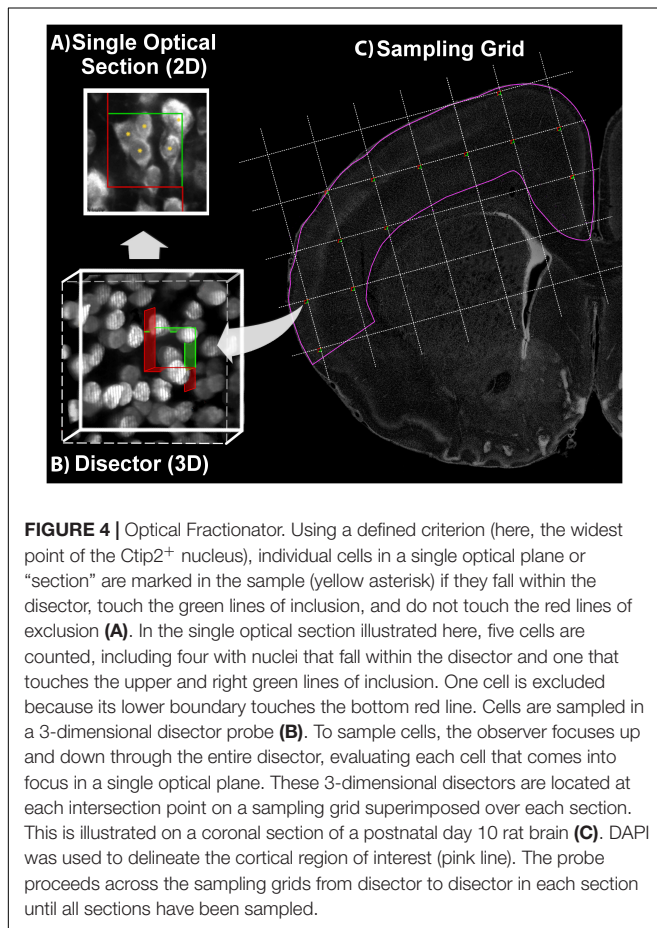 A) Single Optical
Section (2D)
C) Sampling Grid
B) Disector (3D)
FIGURE 4 | Optical Fractionator. Using a defined criterion (here, the widest
point of the Ctip2+ nucleus), individual cells in a single optical plane or
“section” are marked in the sample (yellow asterisk) if they fall within the
disector, touch the green lines of inclusion, and do not touch the red lines of
exclusion (A). In the single optical section illustrated here, five cells are
counted, including four with nuclei that fall within the disector and one that
touches the upper and right green lines of inclusion. One cell is excluded
because its lower boundary touches the bottom red line. Cells are sampled in
a 3-dimensional disector probe (B). To sample cells, the observer focuses up
and down through the entire disector, evaluating each cell that comes into
focus in a single optical plane. These 3-dimensional disectors are located at
each intersection point on a sampling grid superimposed over each section.
This is illustrated on a coronal section of a postnatal day 10 rat brain (C). DAPI
was used to delineate the cortical region of interest (pink line). The probe
proceeds across the sampling grids from disector to disector in each section
until all sections have been sampled.